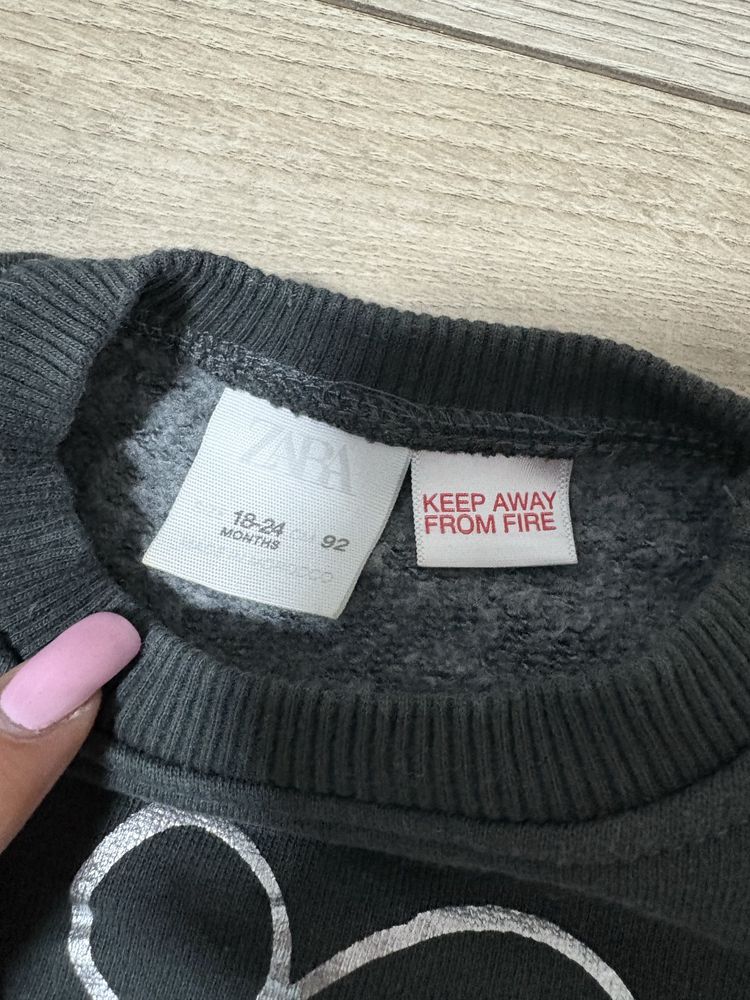 ZARA
18-24 92
MONTHS
KEEP AWAY
FROM FIRE